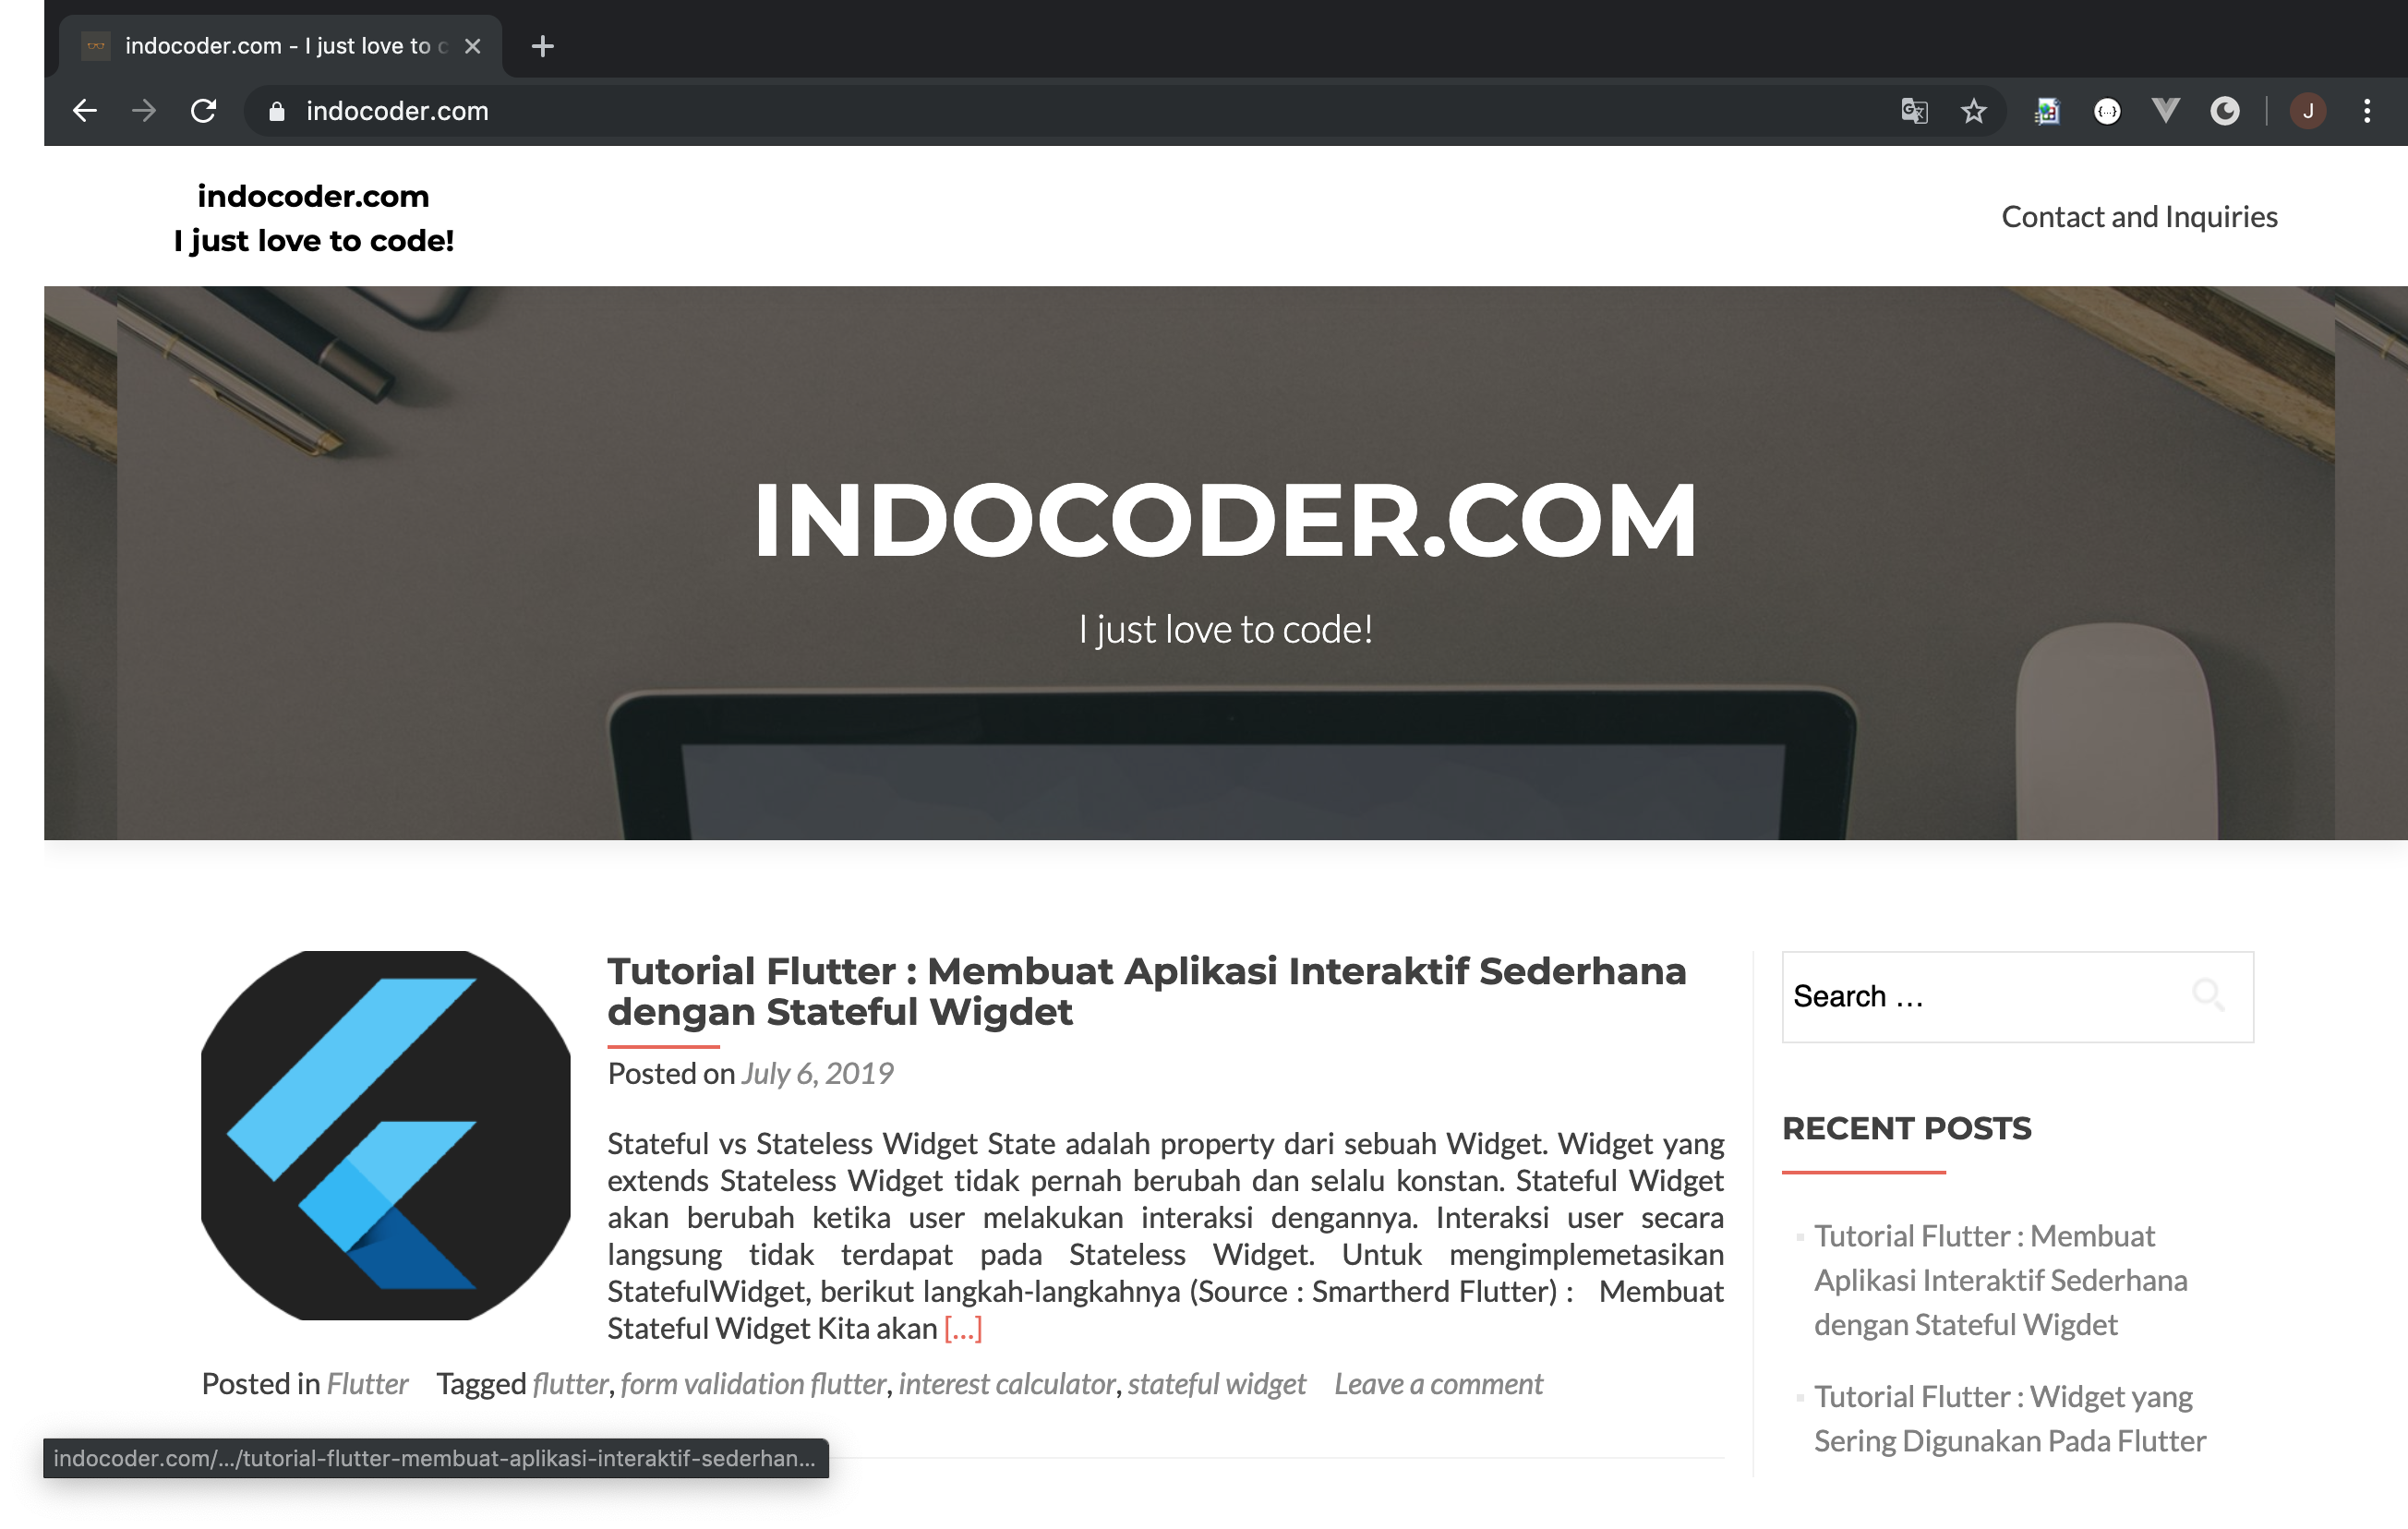 indocoder.com - I just love to
indocoder.com
J
indocoder.com
I just love to code!
Contact and Inquiries
INDOCODER.COM
I just love to code!
Tutorial Flutter : Membuat Aplikasi Interaktif Sederhana
dengan Stateful Wigdet
Posted on July 6, 2019
Stateful vs Stateless Widget State adalah property dari sebuah Widget. Widget yang
extends Stateless Widget tidak pernah berubah dan selalu konstan. Stateful Widget
akan berubah ketika user melakukan interaksi dengannya. Interaksi user secara
langsung tidak terdapat pada Stateless Widget. Untuk mengimplemetasikan
StatefulWidget, berikut langkah-langkahnya (Source : Smartherd Flutter) : Membuat
Stateful Widget Kita akan [...]
Posted in Flutter Tagged flutter, form validation flutter, interest calculator, stateful widget Leave a comment
Search ...
RECENT POSTS
Tutorial Flutter : Membuat
Aplikasi Interaktif Sederhana
dengan Stateful Wigdet
Tutorial Flutter : Widget yang
Sering Digunakan Pada Flutter
indocoder.com/.../tutorial-flutter-membuat-aplikasi-interaktif-sederhan...